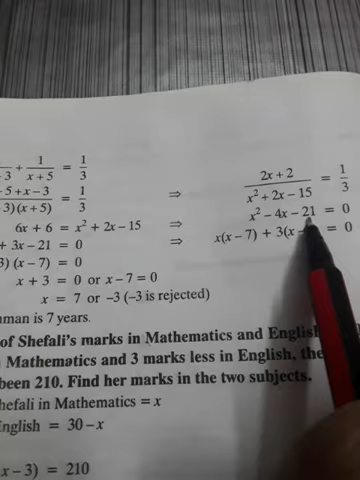 -3 + 1/(x+5) = 1/3
-5+x-3/(-3)(x+5) = 1/3 ⇒ (2x+2)/(x²+2x-15) = 1/3
6x+6 = x²+2x-15 ⇒ x²-4x-21 = 0
+ 3x-21 = 0 ⇒ x(x-7) + 3(x- = 0
3)(x-7) = 0
x+3 = 0 or x-7 = 0
x = 7 or -3 (-3 is rejected)
man is 7 years.
of Shefali's marks in Mathematics and English
Mathematics and 3 marks less in English, the
been 210. Find her marks in the two subjects.
hefali in Mathematics = x
English = 30-x
x-3) = 210